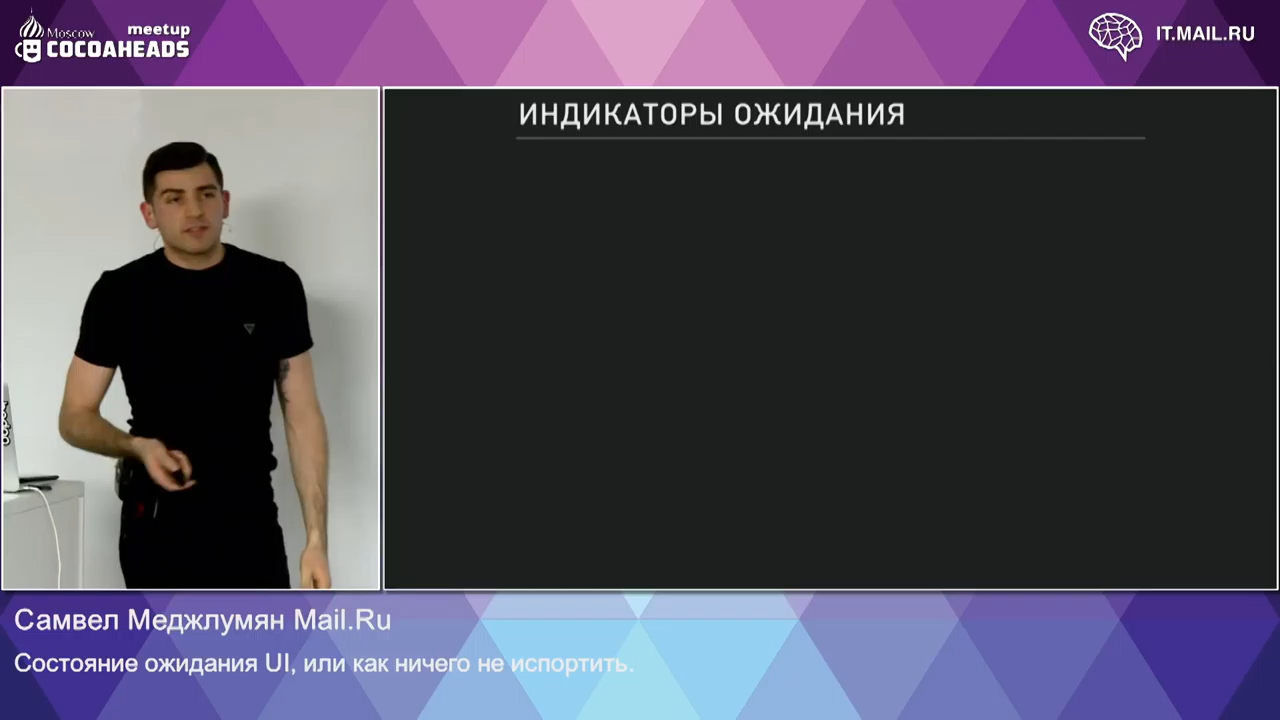 Moscow meetup
COCOAHEADS
IT.MAIL.RU
ИНДИКАТОРЫ ОЖИДАНИЯ
Самвел Меджлумян Mail.Ru
Состояние ожидания UI, или как ничего не испортить.